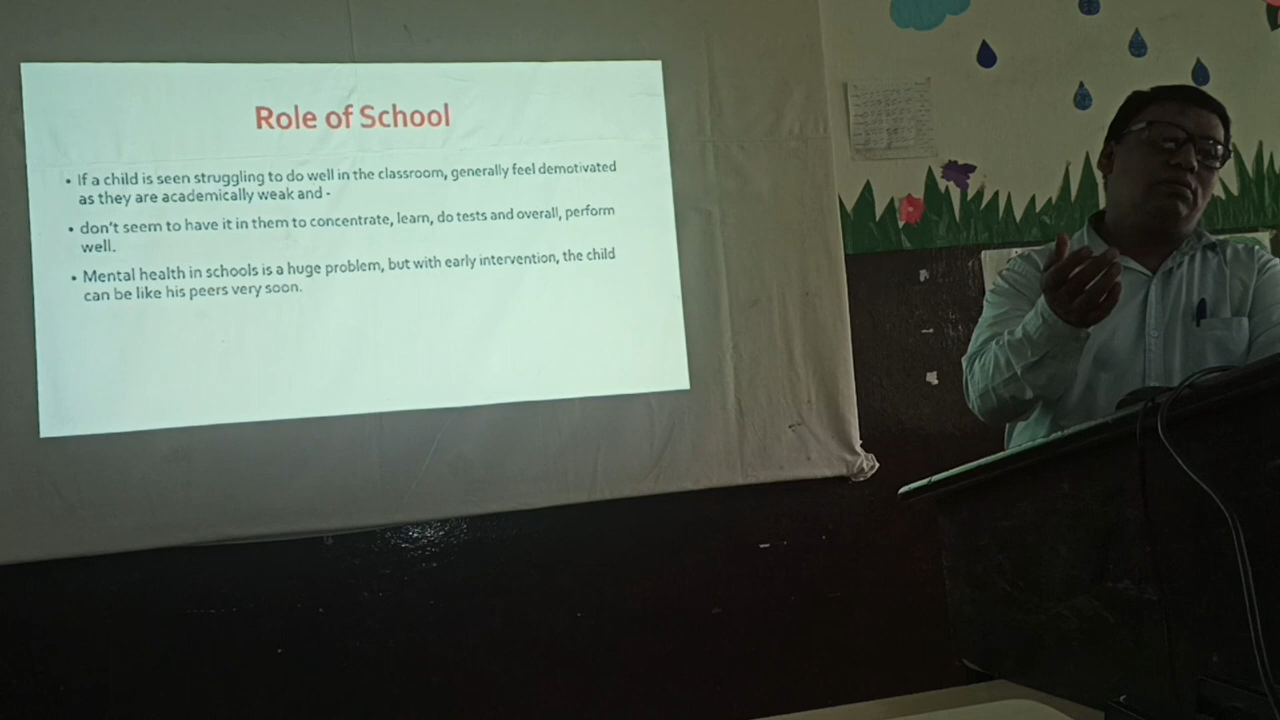 Role of School
• If a child is seen struggling to do well in the classroom, generally feel demotivated
as they are academically weak and -
• don't seem to have it in them to concentrate, learn, do tests and overall, perform
well.
• Mental health in schools is a huge problem, but with early intervention, the child
can be like his peers very soon.